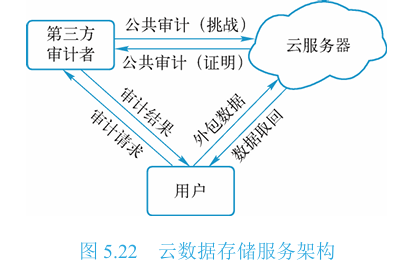 公共审计（挑战）
第三方
审计者
云服务器
公共审计（证明）
审计结果
审计请求
外包数据
数据取回
用户
图 5.22 云数据存储服务架构